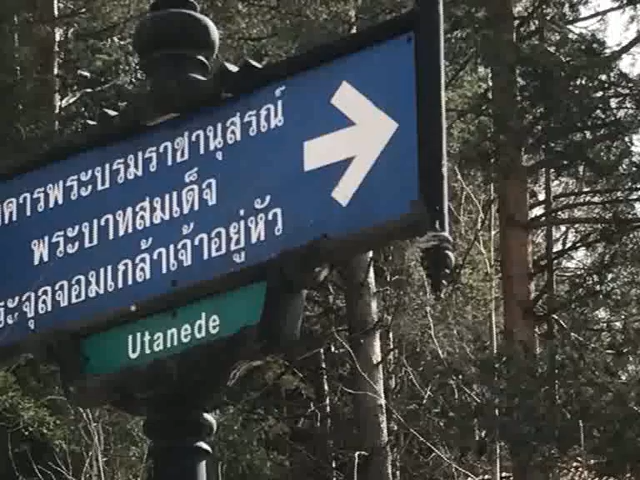 พระบรมราชานุสรณ์
พระบาทสมเด็จ
จุลจอมเกล้าเจ้าอยู่หัว
Utanede